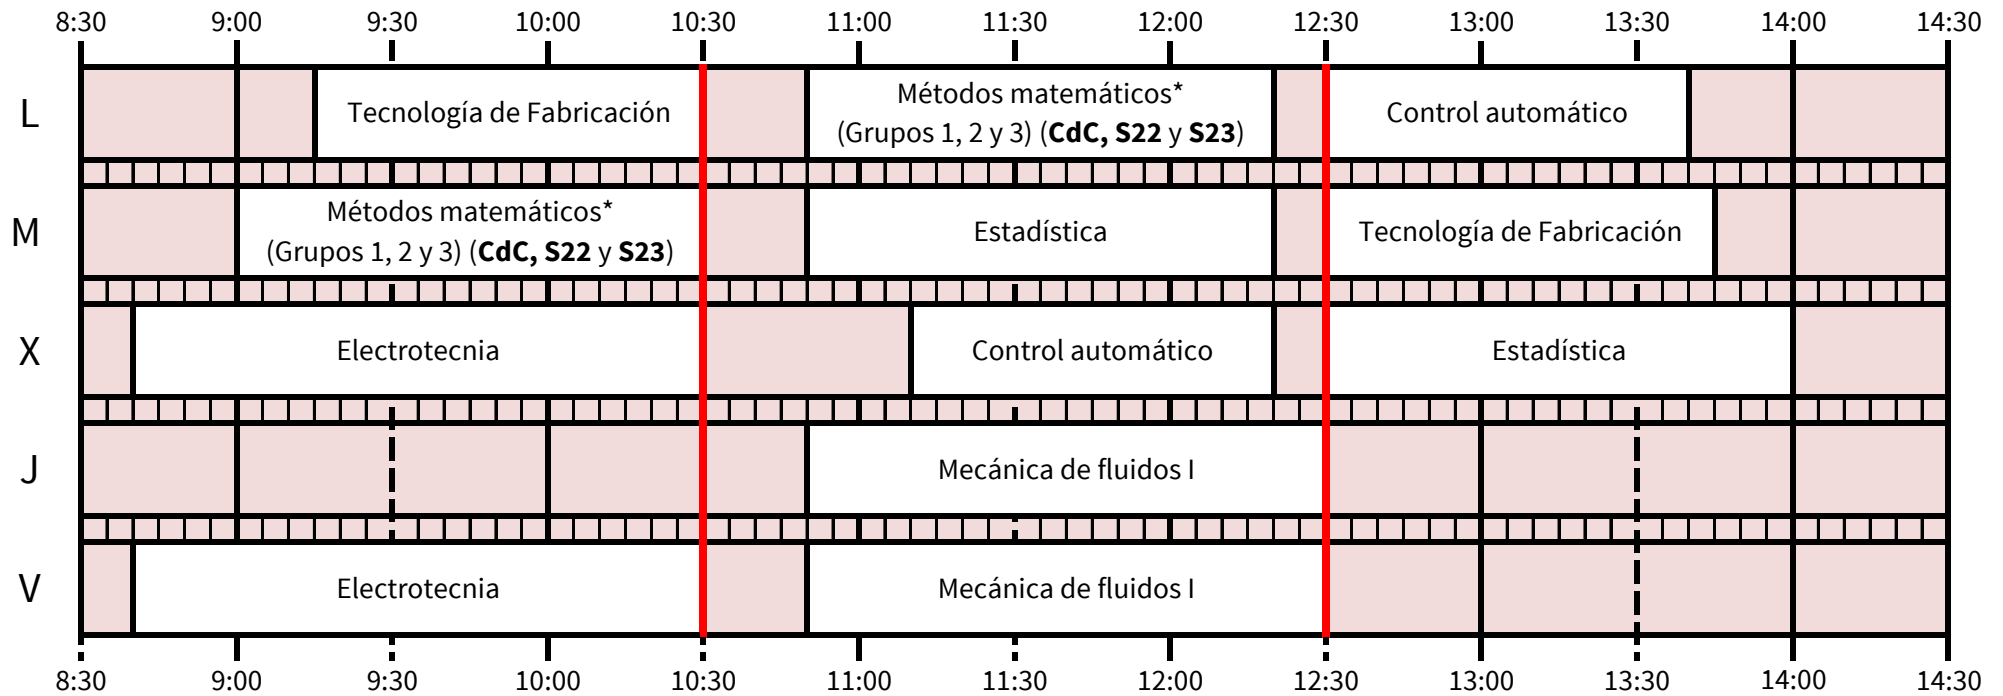 8:30 9:00 9:30 10:00 10:30 11:00 11:30 12:00 12:30 13:00 13:30 14:00 14:30
L
Tecnología de Fabricación
Métodos matemáticos*
(Grupos 1, 2 y 3) (CdC, S22 y S23)
Control automático
M
Métodos matemáticos*
(Grupos 1, 2 y 3) (CdC, S22 y S23)
Estadística
Tecnología de Fabricación
X
Electrotecnia
Control automático
Estadística
J
Mecánica de fluidos I
V
Electrotecnia
Mecánica de fluidos I
8:30 9:00 9:30 10:00 10:30 11:00 11:30 12:00 12:30 13:00 13:30 14:00 14:30